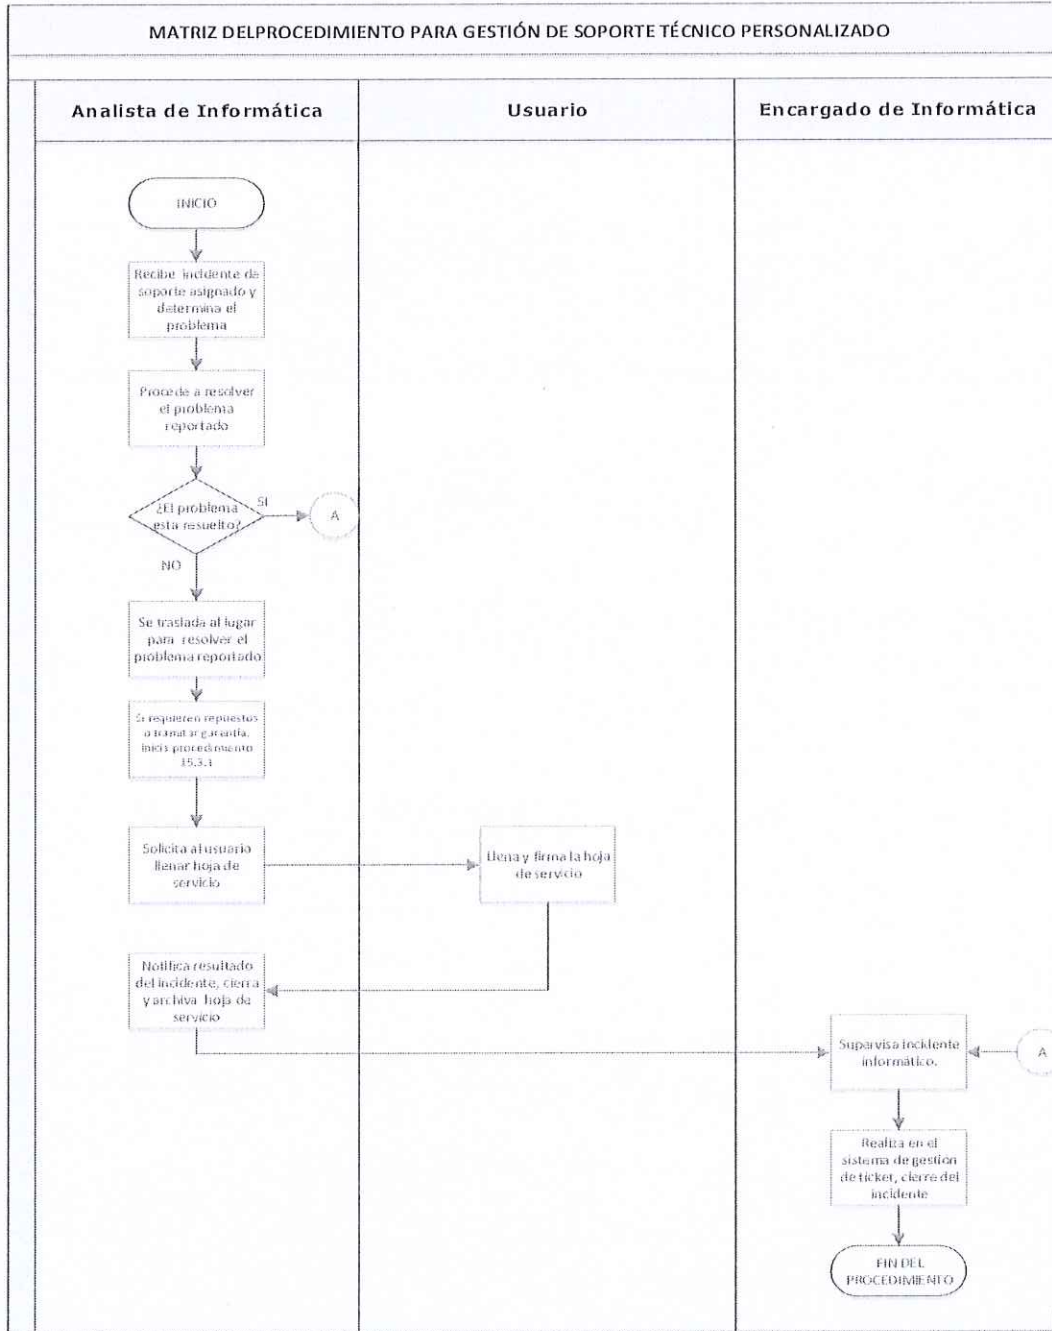 MATRIZ DELPROCEDIMIENTO PARA GESTIÓN DE SOPORTE TÉCNICO PERSONALIZADO
Analista de Informática
Usuario
Encargado de Informática
INICIO
Recibe incidente de
soporte asignado y
determina el
problema
Procede a resolver
el problema
reportado
¿El problema
esta resuelto?
SI
A
NO
Se traslada al lugar
para resolver el
problema reportado
Si requieren repuestos
o tramitar garantía,
inicia procedimiento
15.3.1
Solicita al usuario
llenar hoja de
servicio
Llena y firma la hoja
de servicio
Notifica resultado
del incidente, cierra
y archiva hoja de
servicio
Supervisa incidente
informático.
A
Realiza en el
sistema de gestion
de ticket, cierre del
incidente
FIN DEL
PROCEDIMIENTO